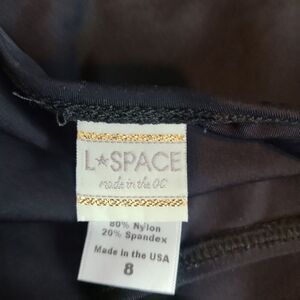 L★SPACE
made in the OC
80% Nylon
20% Spandex
Made in the USA
8